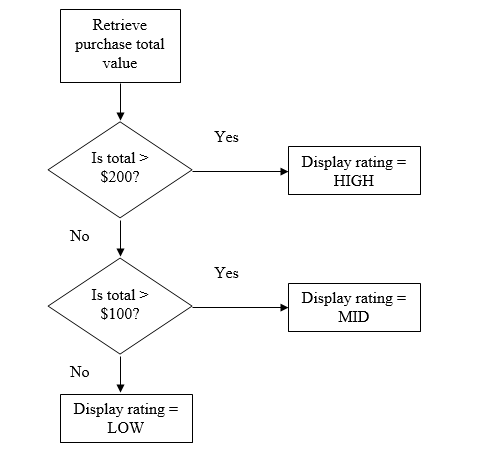 Retrieve
purchase total
value
Yes
Is total >
$200?
Display rating =
HIGH
No
Yes
Is total >
$100?
Display rating =
MID
No
Display rating =
LOW